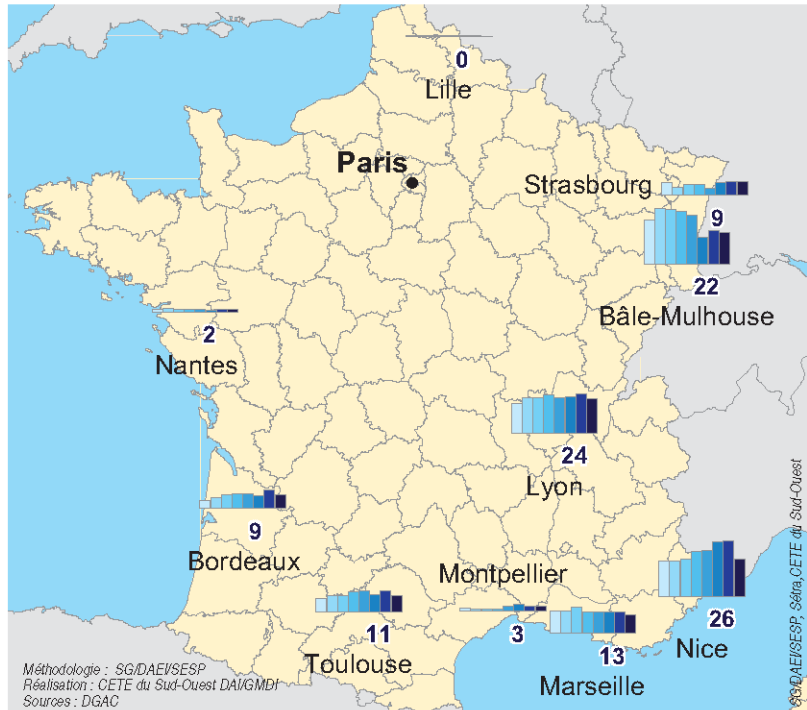 0
Lille
Paris
Strasbourg
9
22
Bâle-Mulhouse
2
Nantes
24
Lyon
9
Bordeaux
Montpellier
3
11
Toulouse
13
Marseille
26
Nice
Méthodologie : SG/DAEI/SESP
Réalisation : CETE du Sud-Ouest DAI/GMDI
Sources : DGAC
SG/DAEI/SESP, Sétra,CETE du Sud-Ouest